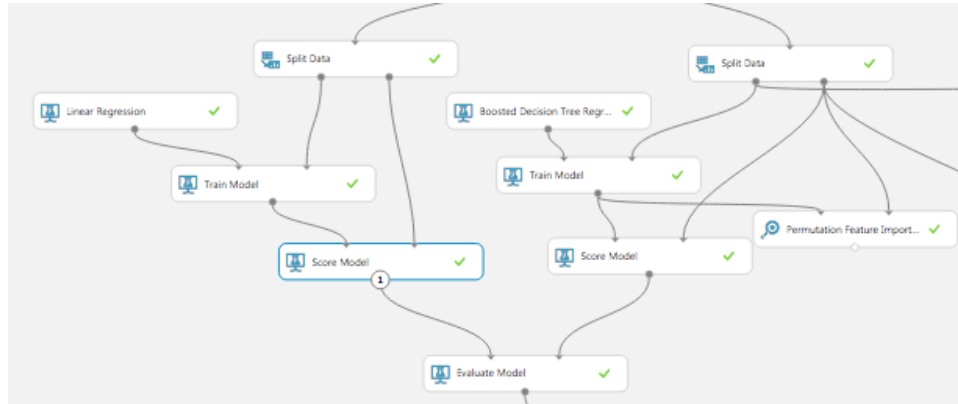 Split Data
Split Data
Linear Regression
Boosted Decision Tree Regr...
Train Model
Train Model
Permutation Feature Import...
Score Model
Score Model
1
Evaluate Model